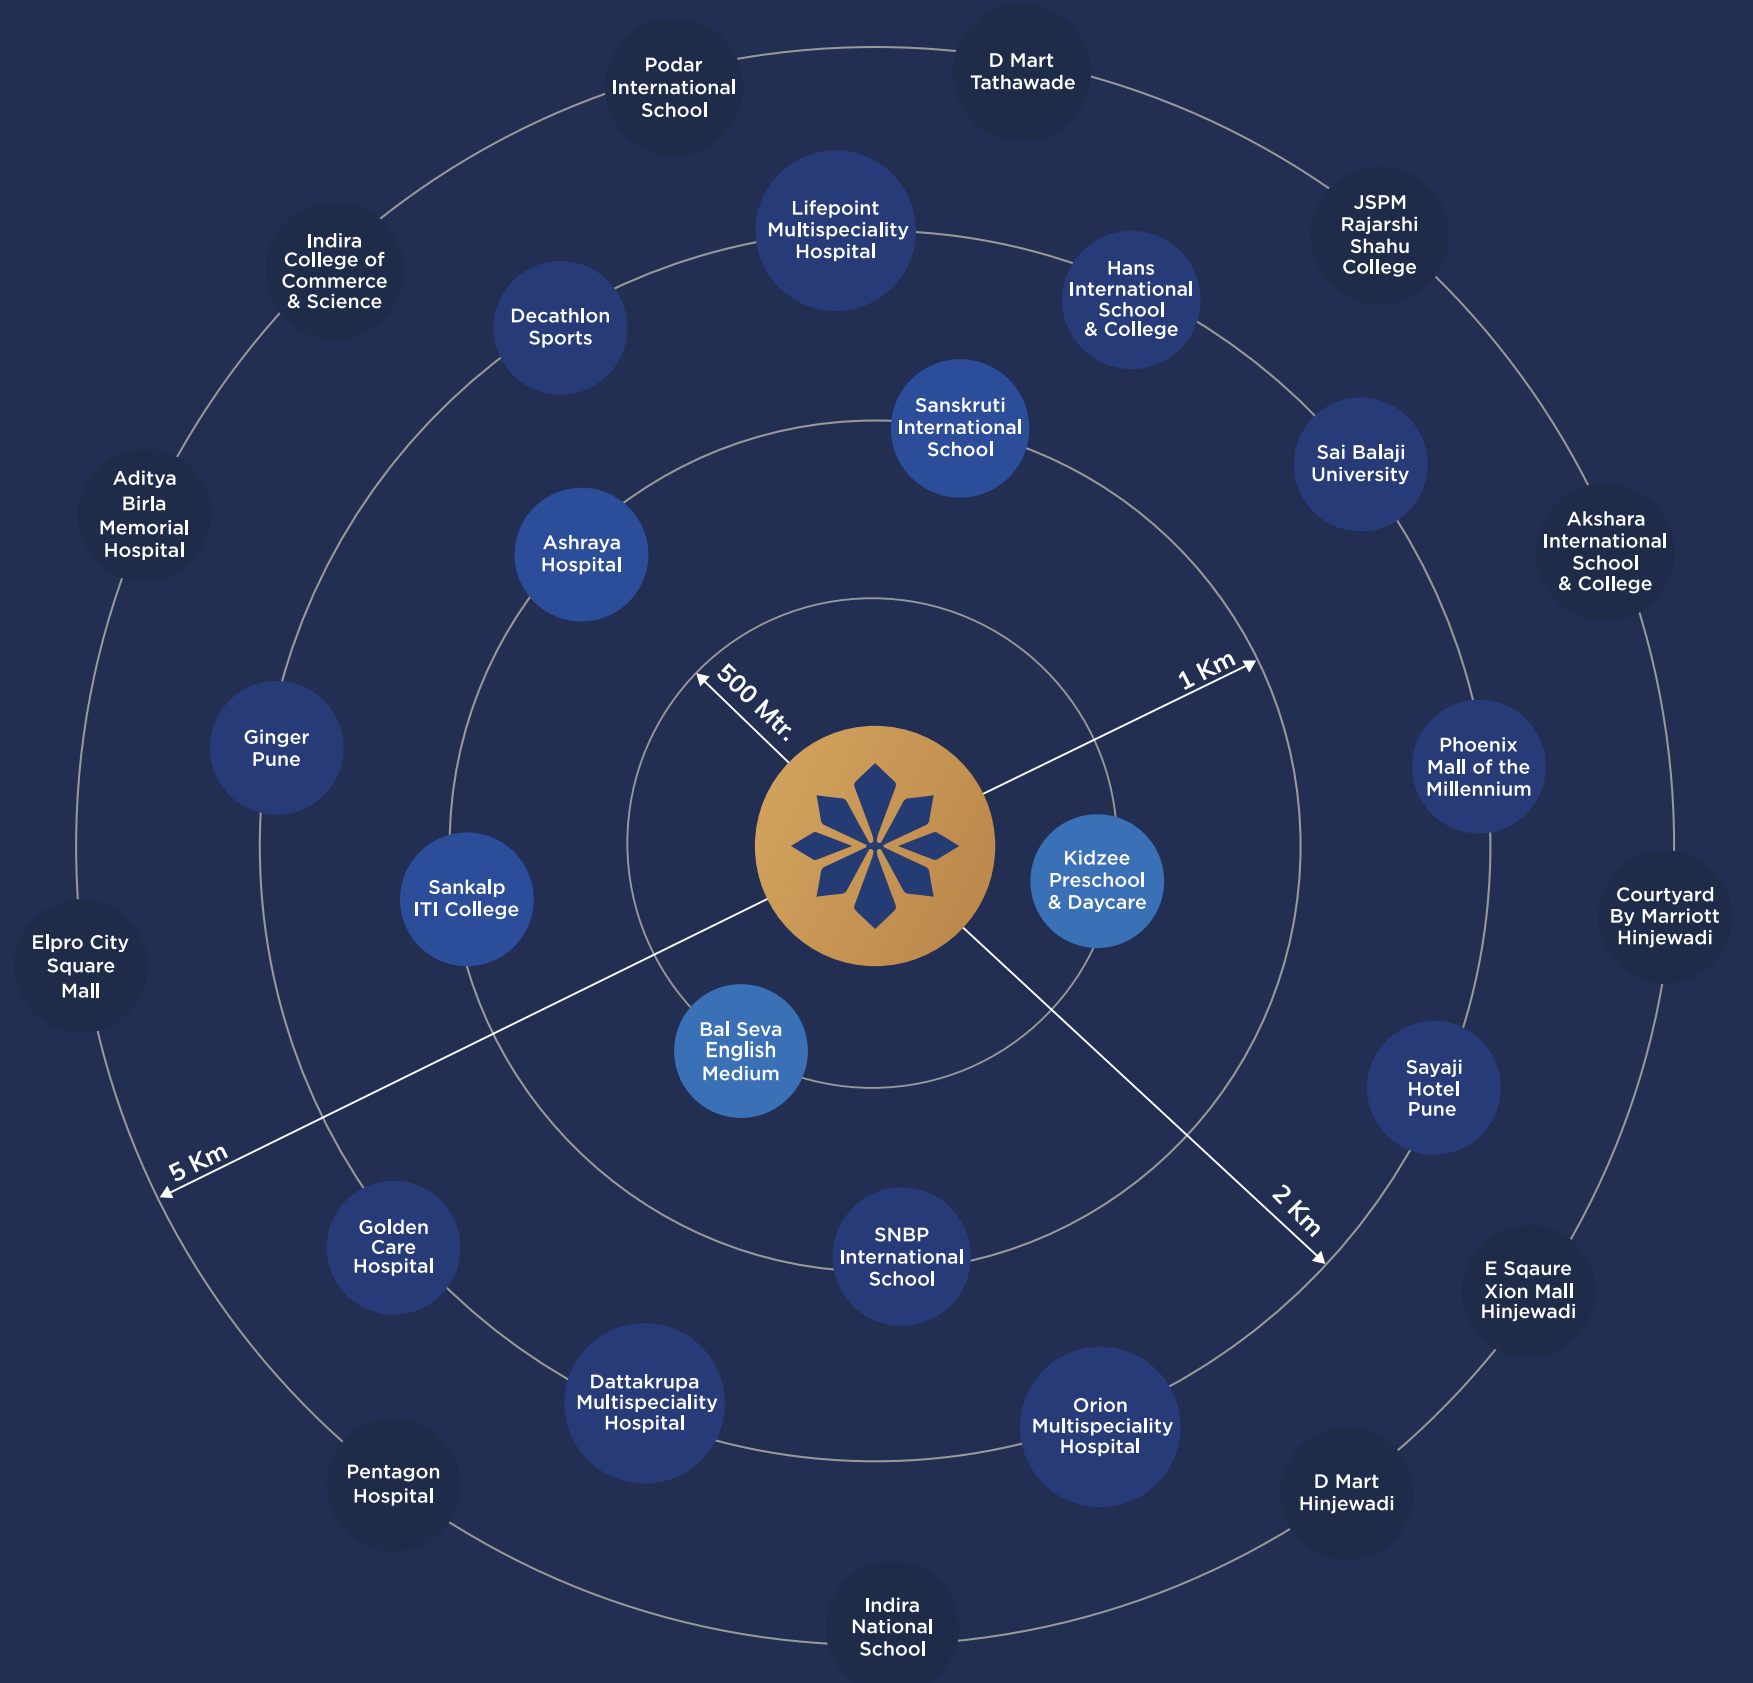 Podar
International
School
D Mart
Tathawade
JSPM
Rajarshi
Shahu
College
Indira
College of
Commerce
& Science
Lifepoint
Multispeciality
Hospital
Hans
International
School
& College
Decathlon
Sports
Sanskruti
International
School
Sai Balaji
University
Aditya
Birla
Memorial
Hospital
Ashraya
Hospital
Akshara
International
School
& College
500 Mtr.
1 Km
Ginger
Pune
Phoenix
Mall of the
Millennium
Kidzee
Preschool
& Daycare
Sankalp
ITI College
Courtyard
By Marriott
Hinjewadi
Elpro City
Square
Mall
Bal Seva
English
Medium
Sayaji
Hotel
Pune
5 Km
2 Km
Golden
Care
Hospital
SNBP
International
School
E Sqaure
Xion Mall
Hinjewadi
Dattakrupa
Multispeciality
Hospital
Orion
Multispeciality
Hospital
Pentagon
Hospital
D Mart
Hinjewadi
Indira
National
School